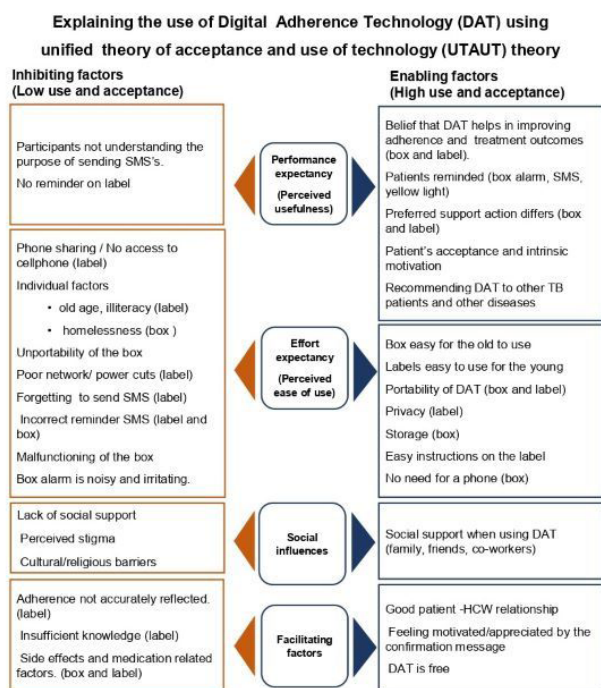 Explaining the use of Digital Adherence Technology (DAT) using
unified theory of acceptance and use of technology (UTAUT) theory
Inhibiting factors
(Low use and acceptance)
Enabling factors
(High use and acceptance)
Participants not understanding the
purpose of sending SMS's.
No reminder on label
Performance
expectancy
(Perceived
usefulness)
Belief that DAT helps in improving
adherence and treatment outcomes
(box and label).
Patients reminded (box alarm, SMS,
yellow light)
Preferred support action differs (box
and label)
Patient's acceptance and intrinsic
motivation
Recommending DAT to other TB
patients and other diseases
Phone sharing / No access to
cellphone (label)
Individual factors
• old age, illiteracy (label)
• homelessness (box )
Unportability of the box
Poor network/ power cuts (label)
Forgetting to send SMS (label)
Incorrect reminder SMS (label and
box)
Malfunctioning of the box
Box alarm is noisy and irritating.
Effort
expectancy
(Perceived
ease of use)
Box easy for the old to use
Labels easy to use for the young
Portability of DAT (box and label)
Privacy (label)
Storage (box)
Easy instructions on the label
No need for a phone (box)
Lack of social support
Perceived stigma
Cultural/religious barriers
Social
influences
Social support when using DAT
(family, friends, co-workers)
Adherence not accurately reflected.
(label)
Insufficient knowledge (label)
Side effects and medication related
factors. (box and label)
Facilitating
factors
Good patient -HCW relationship
Feeling motivated/appreciated by the
confirmation message
DAT is free